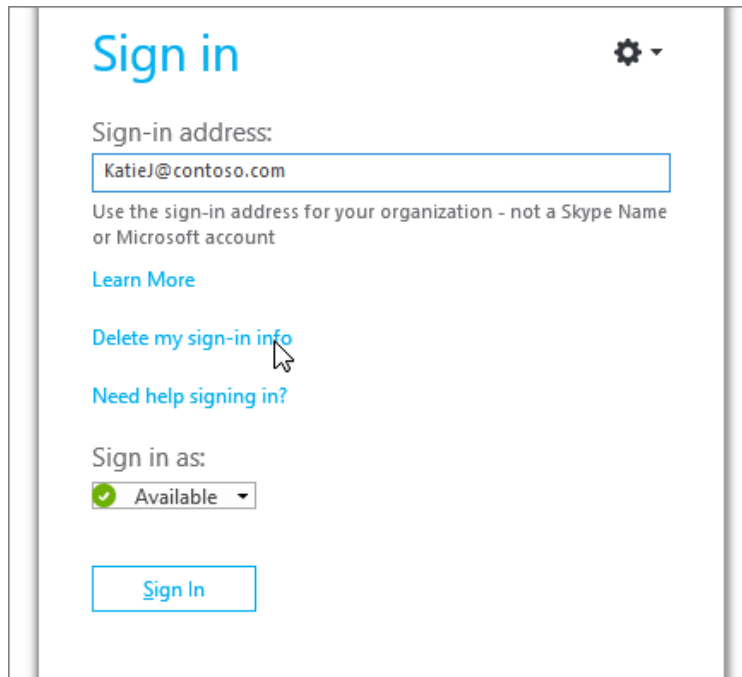 Sign in
Sign-in address:
KatieJ@contoso.com
Use the sign-in address for your organization - not a Skype Name
or Microsoft account
Learn More
Delete my sign-in info
Need help signing in?
Sign in as:
Available
Sign In